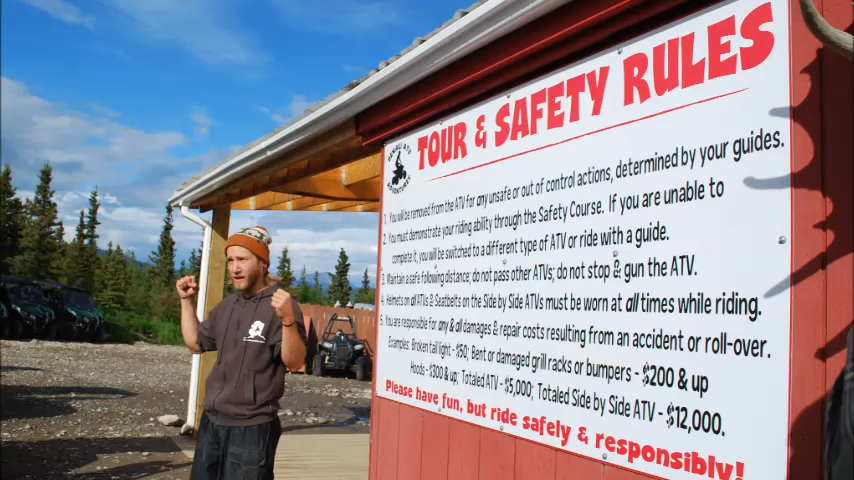 TOUR & SAFETY RULES
DENALI ATV
ADVENTURES
1. You will be removed from the ATV for any unsafe or out of control actions, determined by your guides.
2. You must demonstrate your riding ability through the Safety Course. If you are unable to
complete it, you will be switched to a different type of ATV or ride with a guide.
3. Maintain a safe following distance; do not pass other ATVs; do not stop & gun the ATV.
4. Helmets on all ATVs & Seatbelts on the Side by Side ATVs must be worn at all times while riding.
5. You are responsible for any & all damages & repair costs resulting from an accident or roll-over.
Examples: Broken tail light - $50; Bent or damaged grill racks or bumpers - $200 & up
Hoods - $300 & up; Totaled ATV - $5,000; Totaled Side by Side ATV - $12,000.
Please have fun, but ride safely & responsibly!